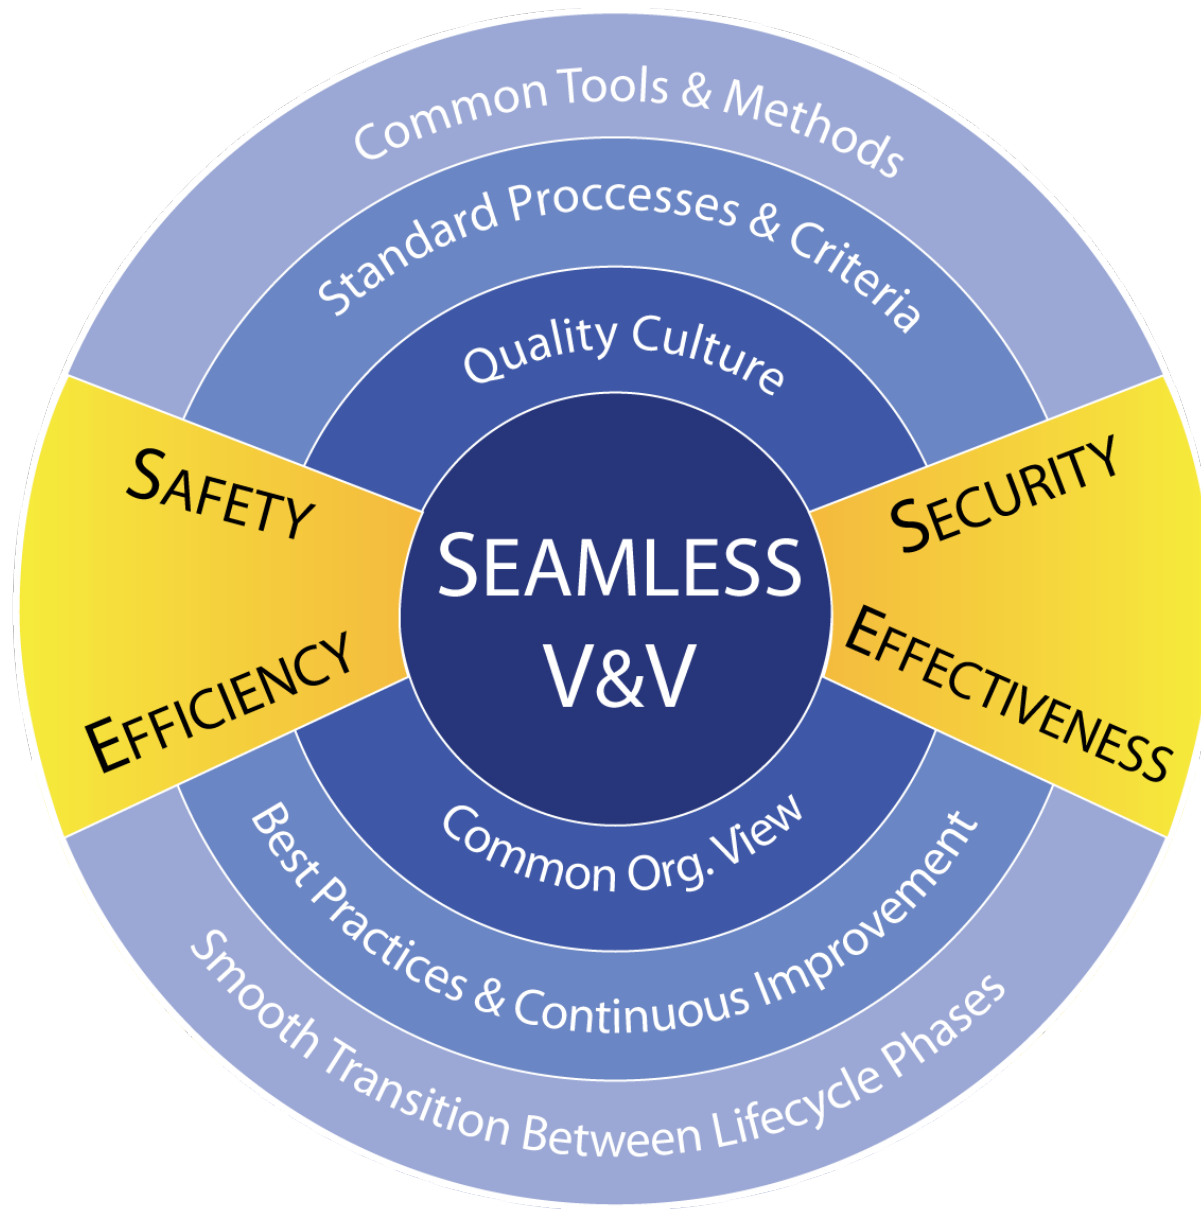 Common Tools & Methods
Standard Proccesses & Criteria
Quality Culture
SAFETY
SECURITY
SEAMLESS
V&V
EFFICIENCY
EFFECTIVENESS
Common Org. View
Best Practices & Continuous Improvement
Smooth Transition Between Lifecycle Phases